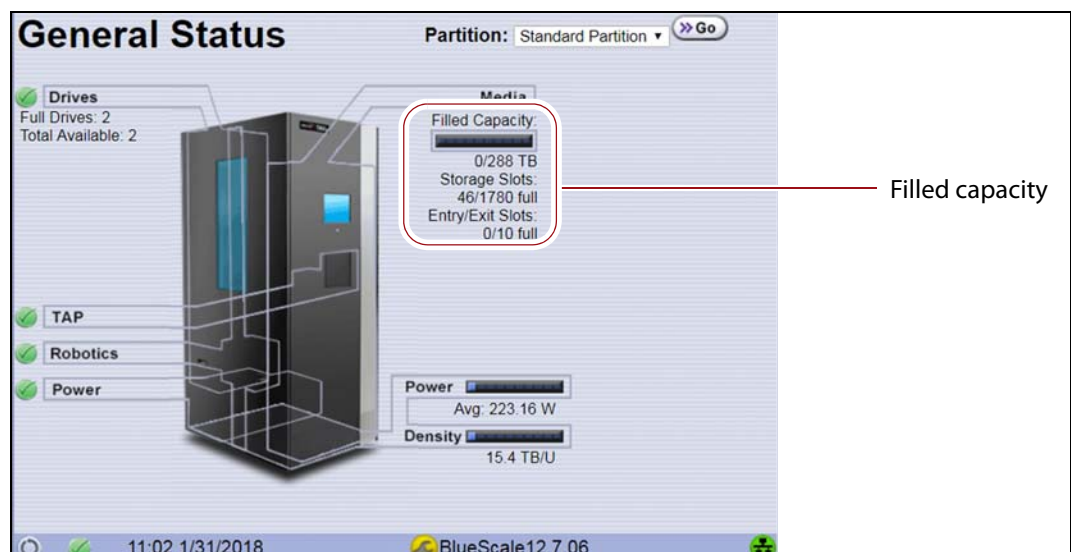 General Status
Partition: Standard Partition
Go
Drives
Full Drives: 2
Total Available: 2
Media
Filled Capacity:
0/288 TB
Storage Slots:
46/1780 full
Entry/Exit Slots:
0/10 full
Filled capacity
TAP
Robotics
Power
Power
Avg: 223.16 W
Density
15.4 TB/U
11:02 1/31/2018
BlueScale12.7.06